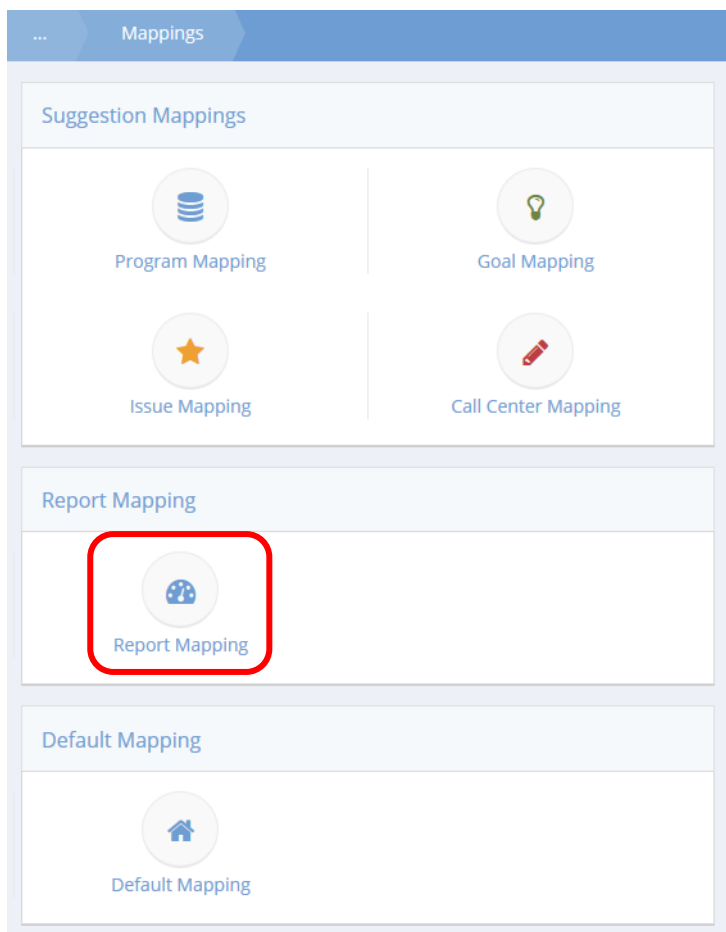 ... Mappings
Suggestion Mappings
Program Mapping
Goal Mapping
Issue Mapping
Call Center Mapping
Report Mapping
Report Mapping
Default Mapping
Default Mapping